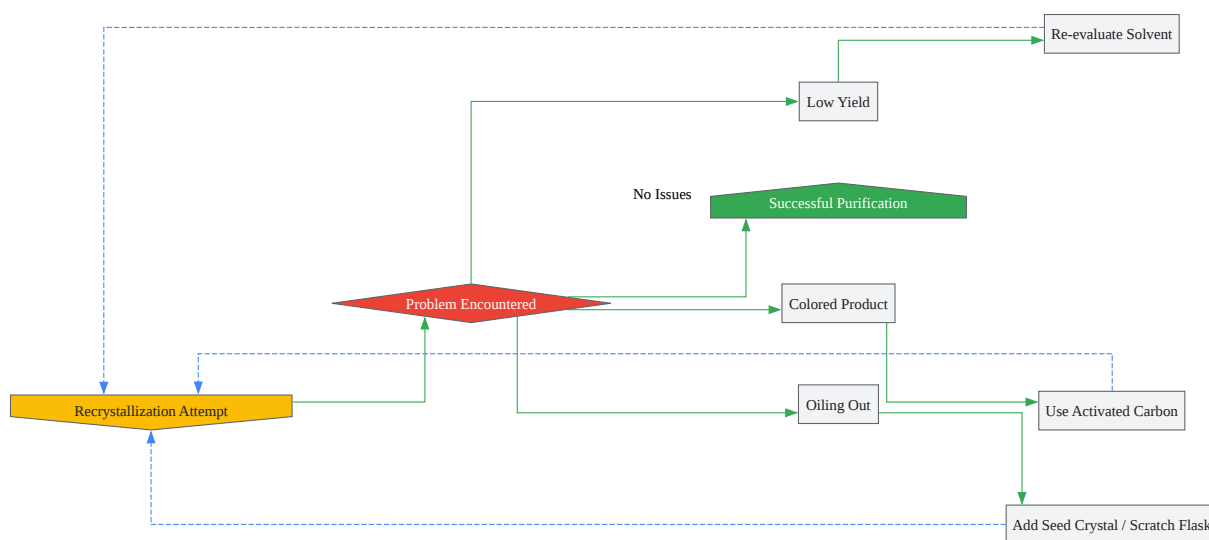 Re-evaluate Solvent
Low Yield
No Issues
Successful Purification
Problem Encountered
Colored Product
Recrystallization Attempt
Oiling Out
Use Activated Carbon
Add Seed Crystal / Scratch Flask